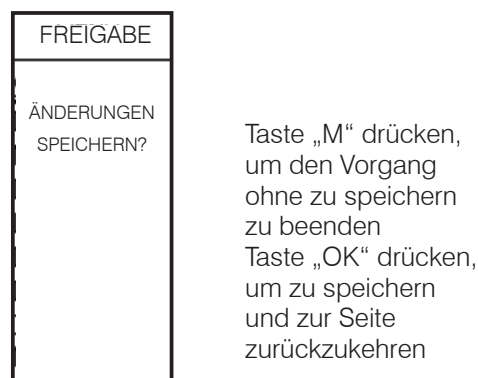 FREIGABE
ÄNDERUNGEN
SPEICHERN?
Taste „M“ drücken,
um den Vorgang
ohne zu speichern
zu beenden
Taste „OK“ drücken,
um zu speichern
und zur Seite
zurückzukehren